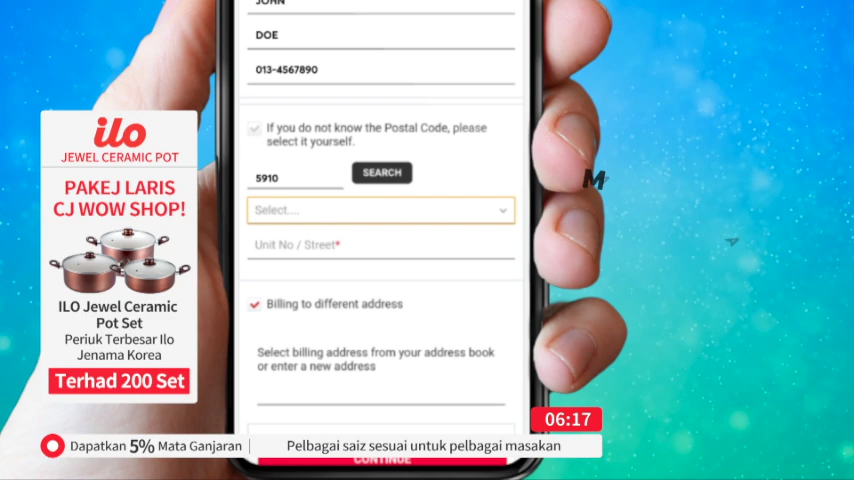 JOHN
DOE
013-4567890
If you do not know the Postal Code, please
select it yourself.
5910
SEARCH
Select....
Unit No / Street*
Billing to different address
Select billing address from your address book
or enter a new address
CONTINUE
ilo
JEWEL CERAMIC POT
PAKEJ LARIS
CJ WOW SHOP!
ILO Jewel Ceramic
Pot Set
Periuk Terbesar Ilo
Jenama Korea
Terhad 200 Set
M
06:17
Dapatkan 5% Mata Ganjaran
Pelbagai saiz sesuai untuk pelbagai masakan